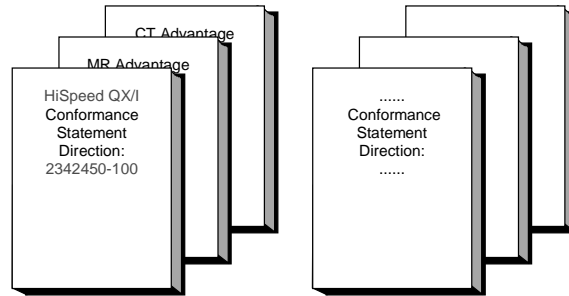 CT Advantage
MR Advantage
HiSpeed QX/I
Conformance
Statement
Direction:
2342450-100
......
Conformance
Statement
Direction:
......